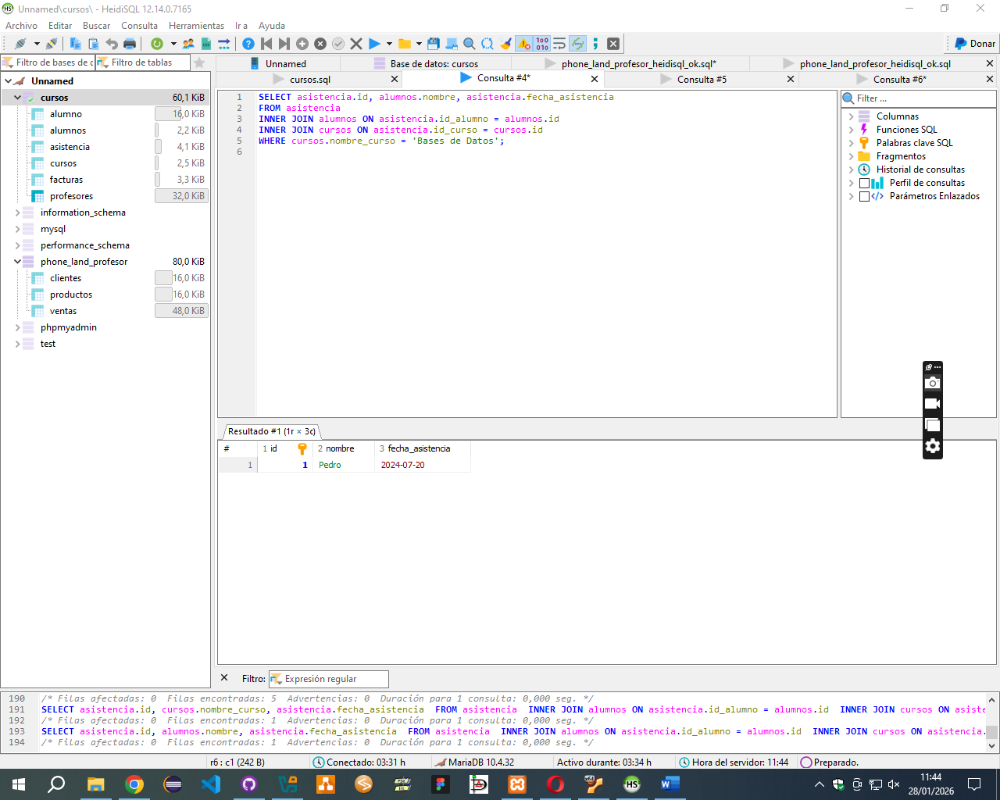 Unnamed\cursos\ - HeidiSQL 12.14.0.7165
Archivo Editar Buscar Consulta Herramientas Ir a Ayuda
Donar
Filtro de bases de c Filtro de tablas
Unnamed Base de datos: cursos phone_land_profesor_heidisql_ok.sql* phone_land_profesor_heidisql_ok.sql
cursos.sql Consulta #4* Consulta #5 Consulta #6*
Unnamed
cursos 60,1 KiB
alumno 16,0 KiB
alumnos 2,2 KiB
asistencia 4,1 KiB
cursos 2,5 KiB
facturas 3,3 KiB
profesores 32,0 KiB
information_schema
mysql
performance_schema
phone_land_profesor 80,0 KiB
clientes 16,0 KiB
productos 16,0 KiB
ventas 48,0 KiB
phpmyadmin
test
1 SELECT asistencia.id, alumnos.nombre, asistencia.fecha_asistencia
2 FROM asistencia
3 INNER JOIN alumnos ON asistencia.id_alumno = alumnos.id
4 INNER JOIN cursos ON asistencia.id_curso = cursos.id
5 WHERE cursos.nombre_curso = 'Bases de Datos';
6
Filter ...
Columnas
Funciones SQL
Palabras clave SQL
Fragmentos
Historial de consultas
Perfil de consultas
Parámetros Enlazados
Resultado #1 (1r × 3c)
# 1 id 2 nombre 3 fecha_asistencia
1 1 Pedro 2024-07-20
Filtro: Expresión regular
190 /* Filas afectadas: 0 Filas encontradas: 5 Advertencias: 0 Duración para 1 consulta: 0,000 seg. */
191 SELECT asistencia.id, cursos.nombre_curso, asistencia.fecha_asistencia FROM asistencia INNER JOIN alumnos ON asistencia.id_alumno = alumnos.id INNER JOIN cursos ON asiste
192 /* Filas afectadas: 0 Filas encontradas: 1 Advertencias: 0 Duración para 1 consulta: 0,000 seg. */
193 SELECT asistencia.id, alumnos.nombre, asistencia.fecha_asistencia FROM asistencia INNER JOIN alumnos ON asistencia.id_alumno = alumnos.id INNER JOIN cursos ON asistencia.
194 /* Filas afectadas: 0 Filas encontradas: 1 Advertencias: 0 Duración para 1 consulta: 0,000 seg. */
r6 : c1 (242 B) Conectado: 03:31 h MariaDB 10.4.32 Activo durante: 03:34 h Hora del servidor: 11:44 Preparado.
11:44
28/01/2026